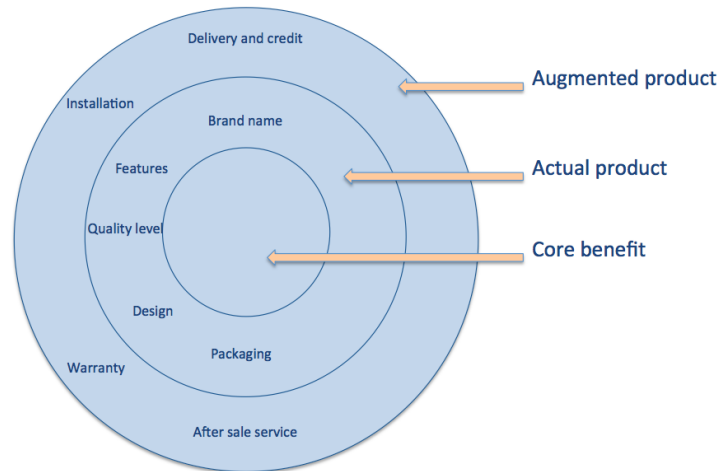 Delivery and credit
Augmented product
Installation
Brand name
Features
Actual product
Quality level
Core benefit
Design
Packaging
Warranty
After sale service